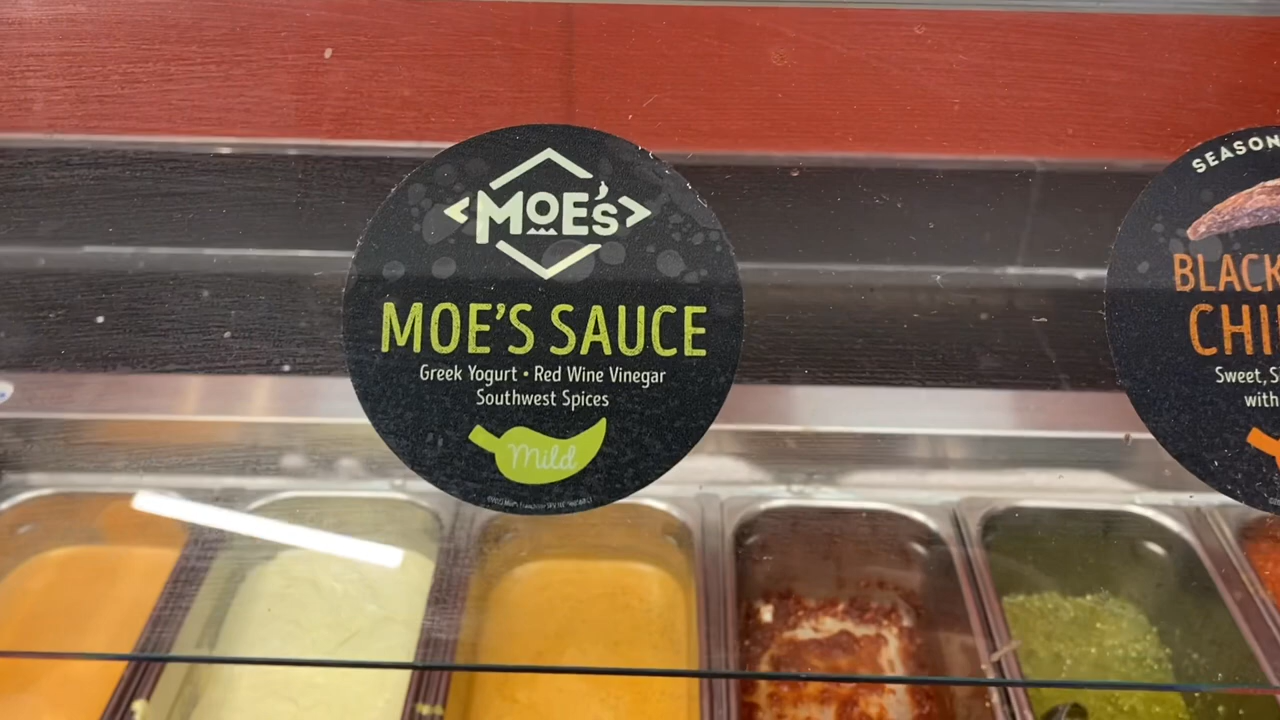 MOE'S
MOE'S SAUCE
Greek Yogurt • Red Wine Vinegar
Southwest Spices
Mild
SEASON
BLACK
CHI
Sweet, S
with